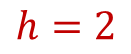 h = 2